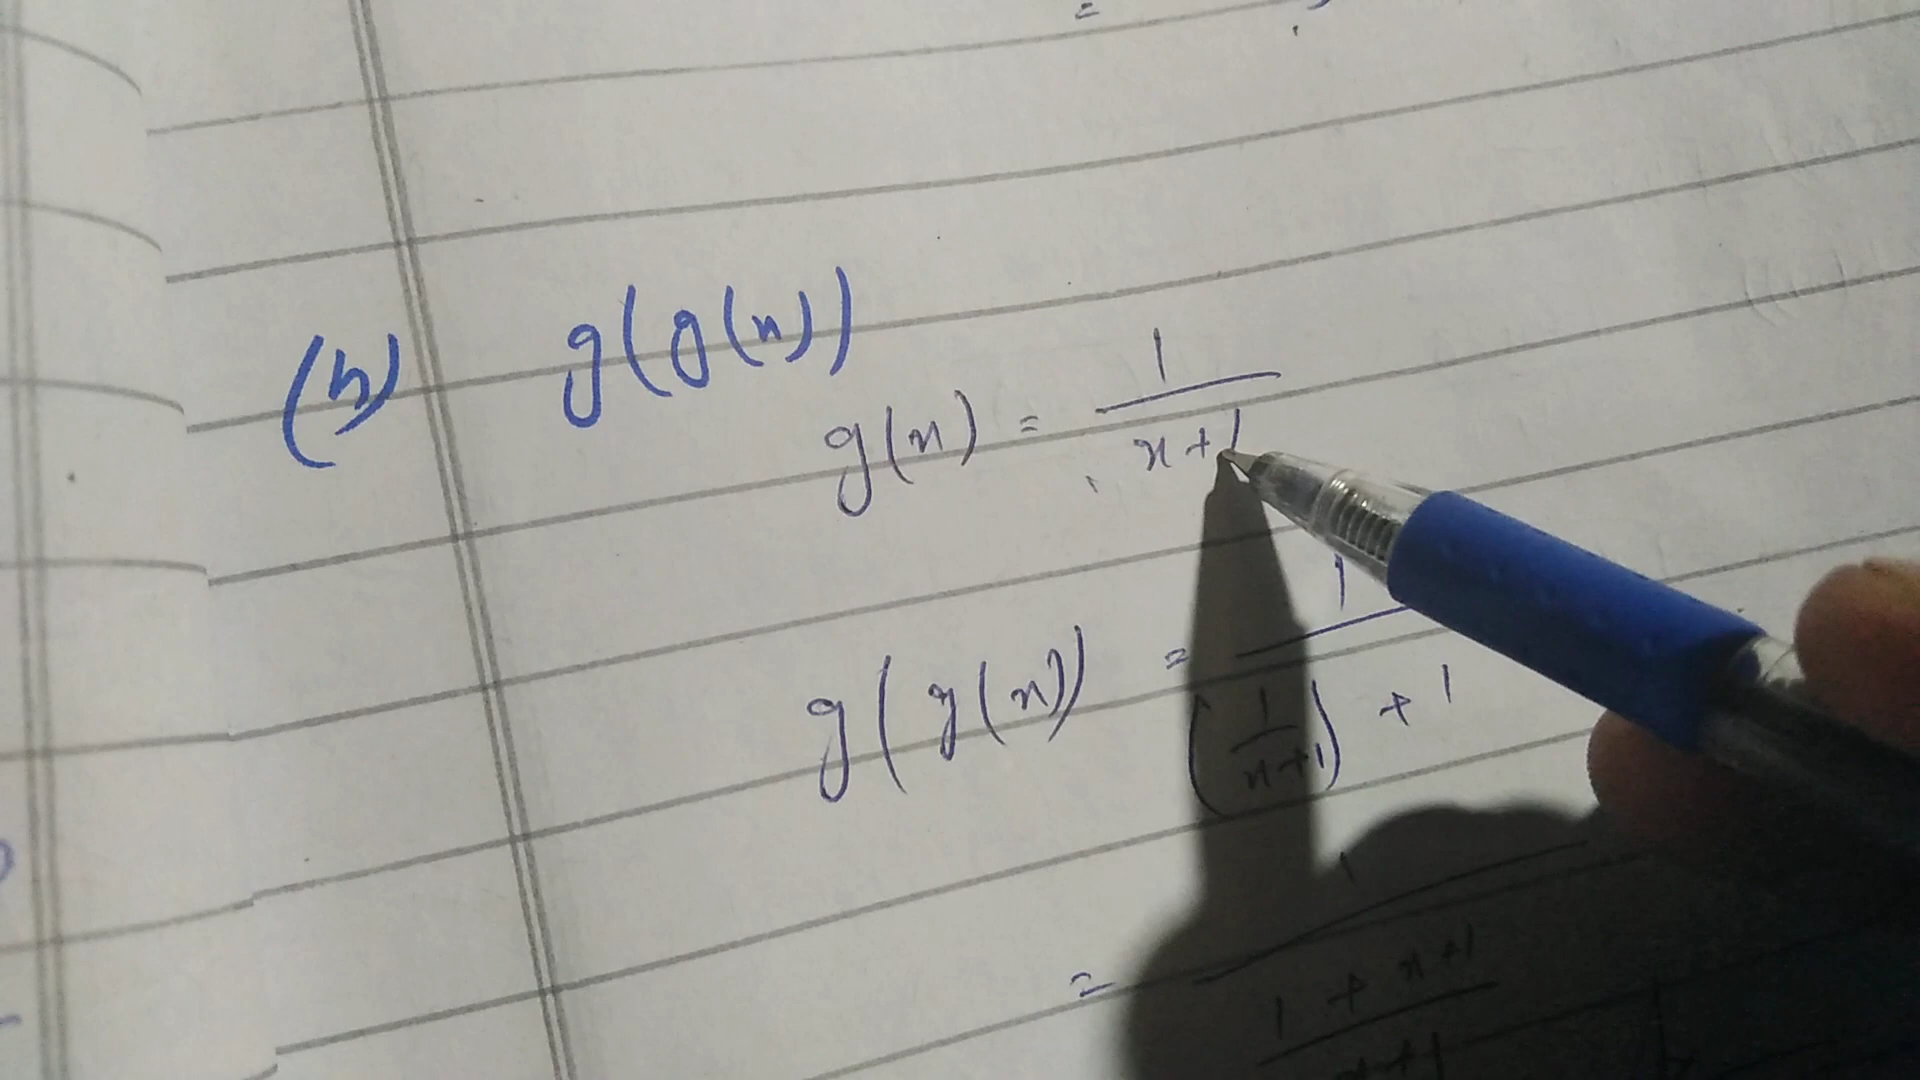 (h) g(g(x))
g(x) = 1/(x+1)
g(g(x)) = 1/((1/(x+1)) + 1)
= 1/((1 + x+1)/(x+1))